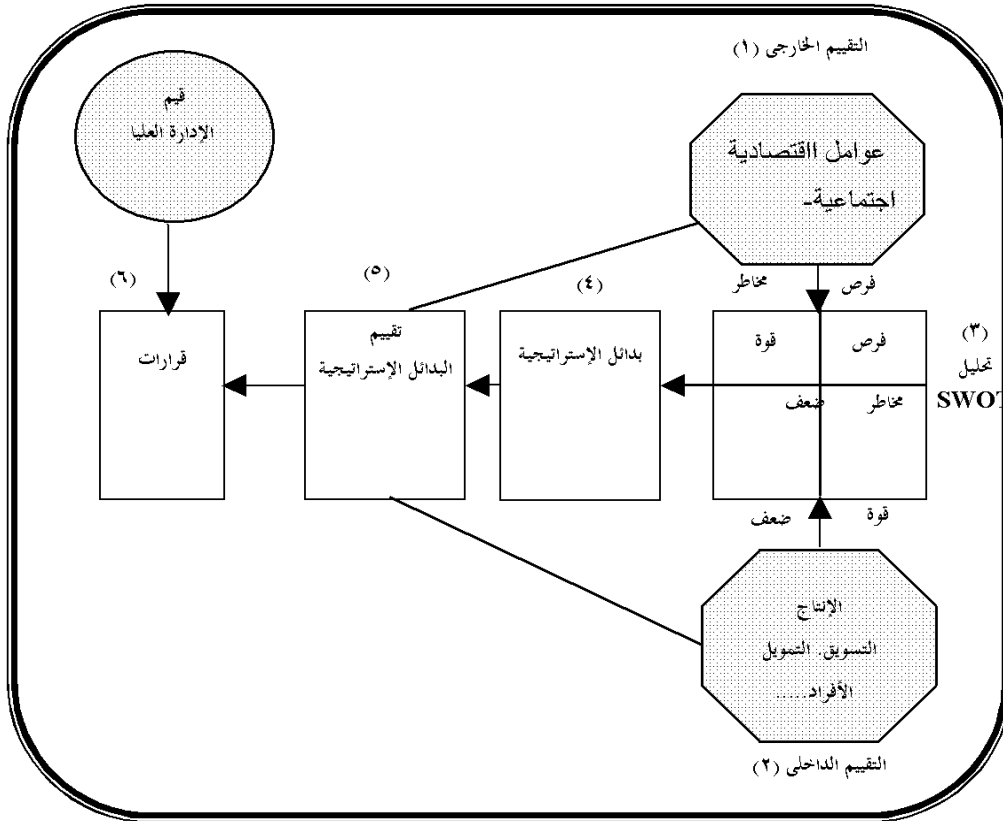 التقييم الخارجى (١)
قيم
الإدارة العليا
عوامل ااقتصادية
اجتماعية-
فرص
مخاطر
(٤)
(٥)
(٦)
(٣)
تحليل
SWOT
فرص
قوة
مخاطر
ضعف
بدائل الإستراتيجية
تقييم
البدائل الإستراتيجية
قرارات
قوة
ضعف
الإنتاج
التسويق. التمويل
الأفراد.....
التقييم الداخلى (٢)